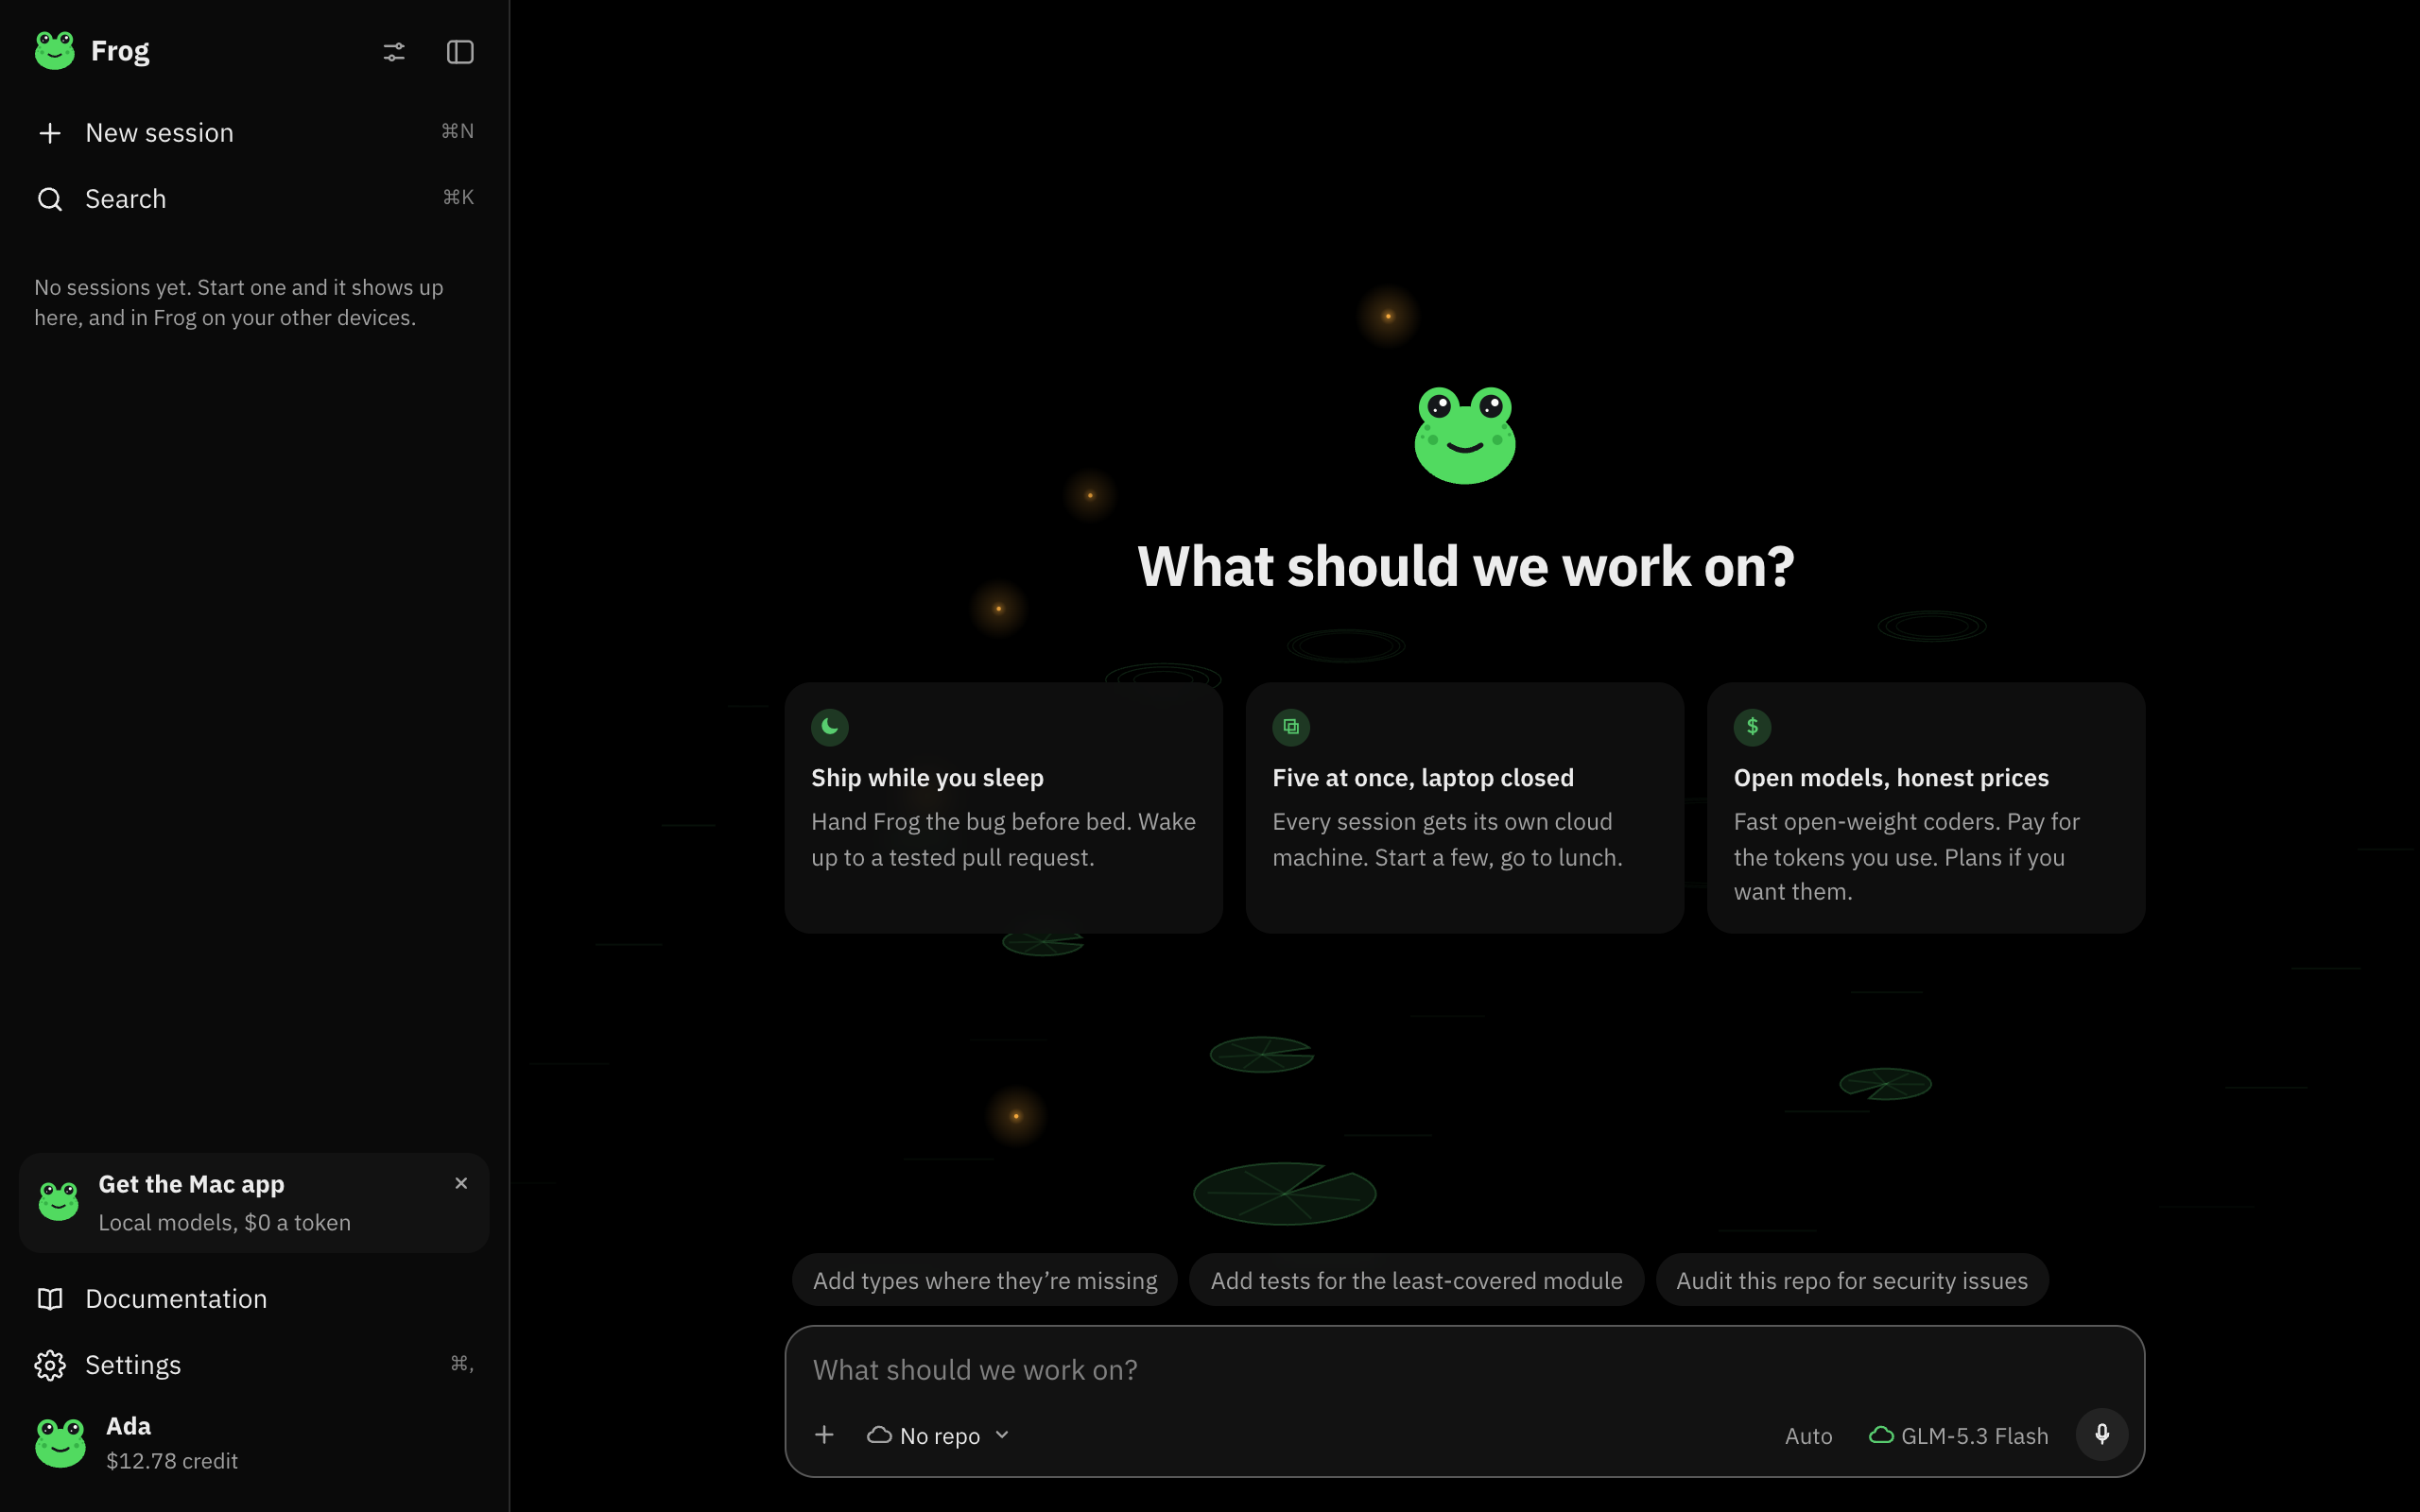 Frog
New session ⌘N
Search ⌘K
No sessions yet. Start one and it shows up
here, and in Frog on your other devices.
Get the Mac app
Local models, $0 a token
Documentation
Settings ⌘,
Ada
$12.78 credit
What should we work on?
Ship while you sleep
Hand Frog the bug before bed. Wake
up to a tested pull request.
Five at once, laptop closed
Every session gets its own cloud
machine. Start a few, go to lunch.
$
Open models, honest prices
Fast open-weight coders. Pay for
the tokens you use. Plans if you
want them.
Add types where they’re missing
Add tests for the least-covered module
Audit this repo for security issues
What should we work on?
No repo
Auto
GLM-5.3 Flash